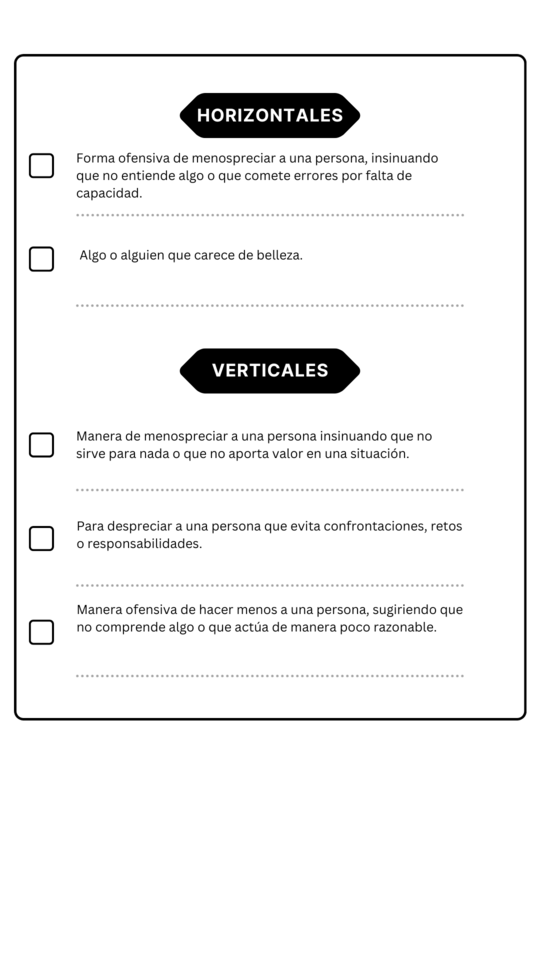 HORIZONTALES
Forma ofensiva de menospreciar a una persona, insinuando
que no entiende algo o que comete errores por falta de
capacidad.
Algo o alguien que carece de belleza.
VERTICALES
Manera de menospreciar a una persona insinuando que no
sirve para nada o que no aporta valor en una situación.
Para despreciar a una persona que evita confrontaciones, retos
o responsabilidades.
Manera ofensiva de hacer menos a una persona, sugiriendo que
no comprende algo o que actúa de manera poco razonable.